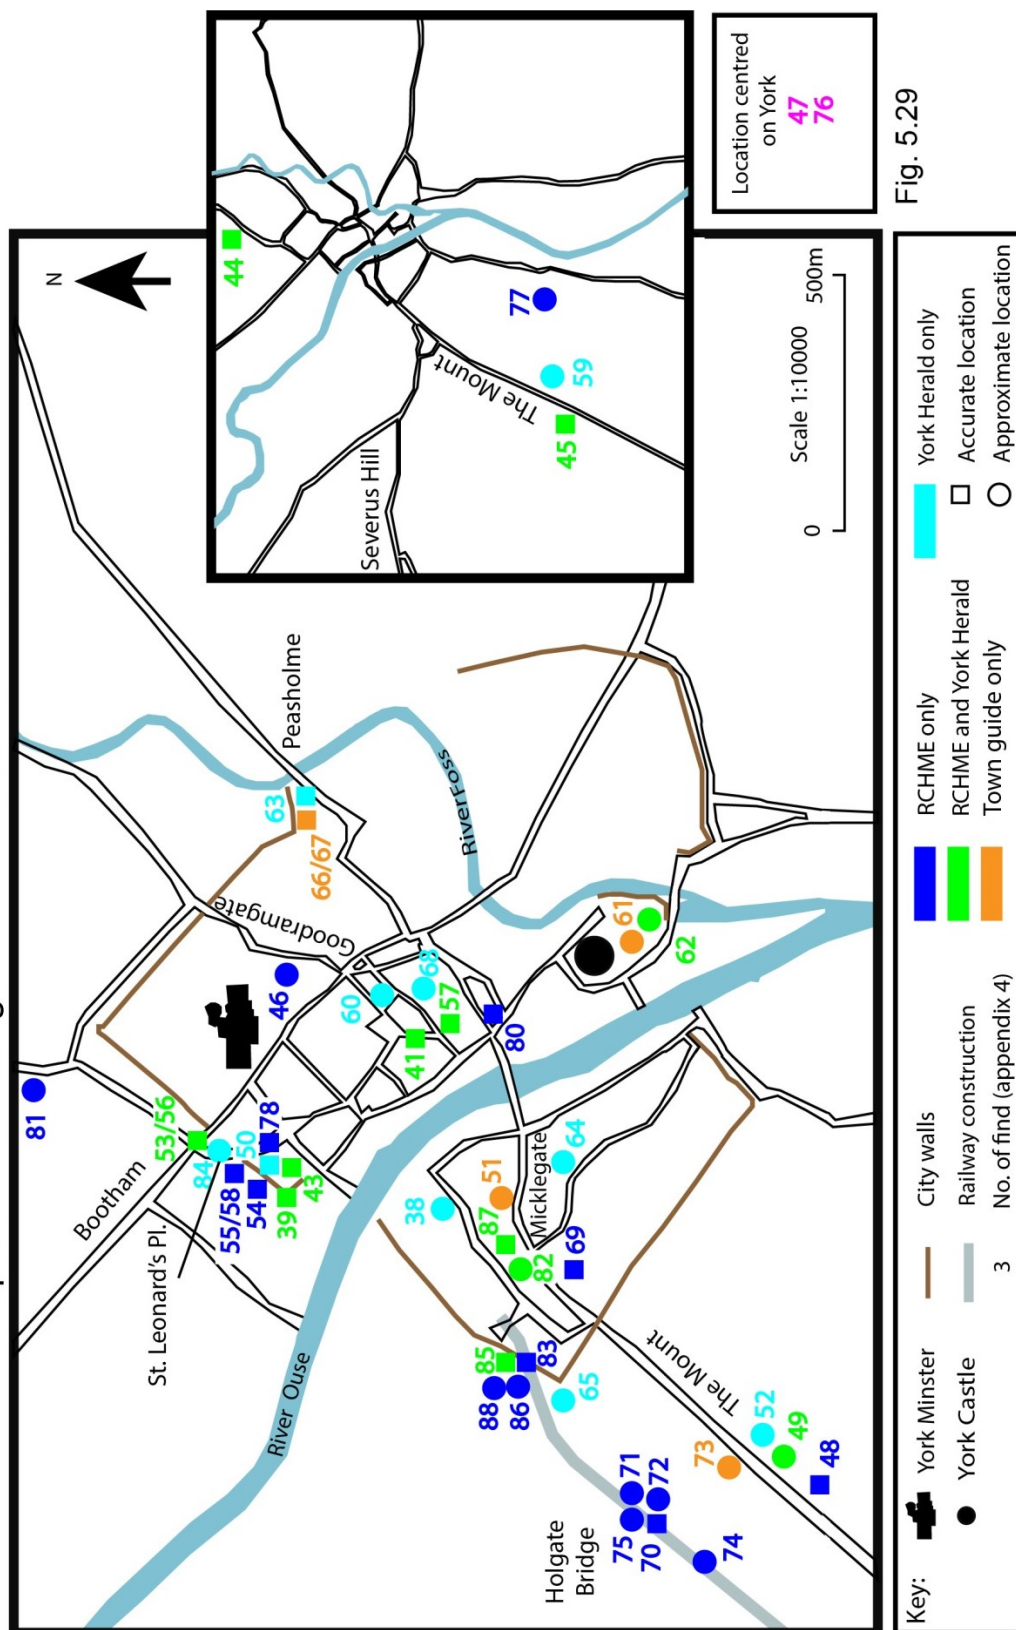 N
44
Severus Hill
The Mount
77
59
45
Location centred
on York
47
76
Fig. 5.29
Scale 1:10000
0
500m
81
Bootham
53/56
St. Leonard's Pl.
84
50
78
55/58
54
39
43
46
Goodramgate
Peasholme
63
66/67
River Foss
60
68
41
57
80
61
62
River Ouse
38
51
87
82
Micklegate
64
69
85
83
88
86
65
The Mount
52
49
48
73
Holgate
Bridge
71
72
75
70
74
Key:
York Minster
York Castle
City walls
Railway construction
3
No. of find (appendix 4)
RCHME only
RCHME and York Herald
Town guide only
York Herald only
Accurate location
Approximate location